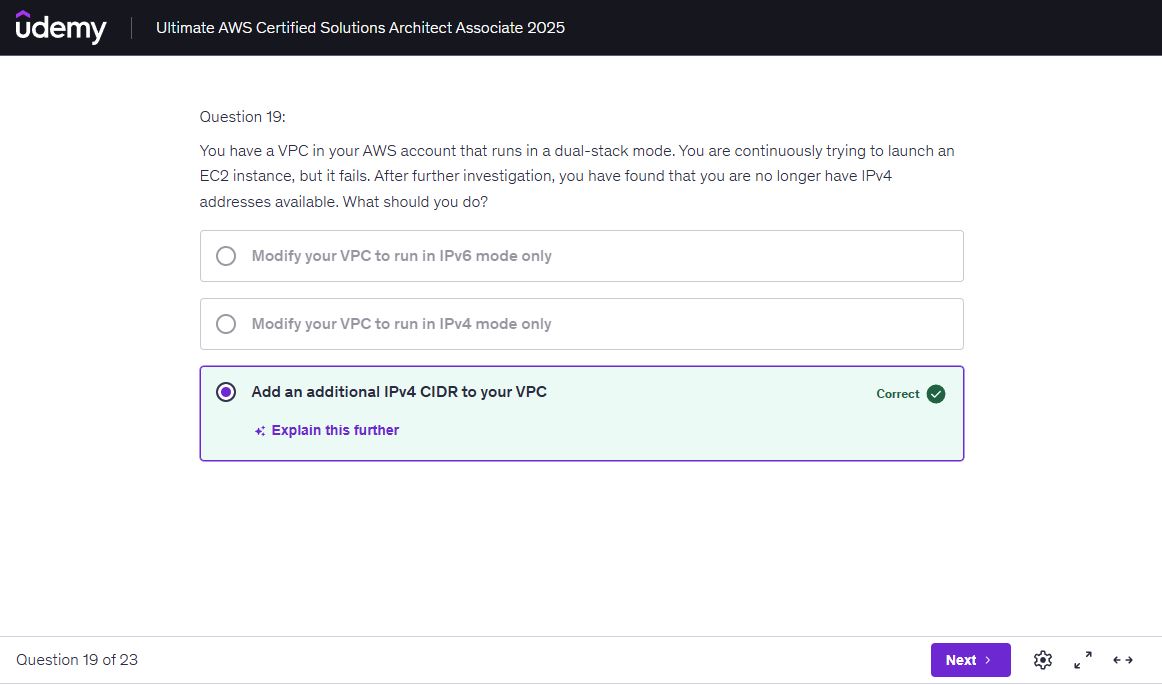 ûdemy
Ultimate AWS Certified Solutions Architect Associate 2025
Question 19:
You have a VPC in your AWS account that runs in a dual-stack mode. You are continuously trying to launch an
EC2 instance, but it fails. After further investigation, you have found that you are no longer have IPv4
addresses available. What should you do?
Modify your VPC to run in IPv6 mode only
Modify your VPC to run in IPv4 mode only
Add an additional IPv4 CIDR to your VPC
Correct
Explain this further
Question 19 of 23
Next